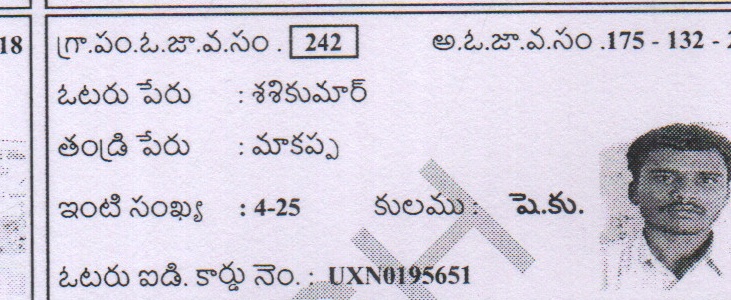 18
గ్రా.పం.ఓ.జా.వ.సం . 242 అ.ఓ.జా.వ.సం .175 - 132 -
ఓటరు పేరు : శశికుమార్
తండ్రి పేరు : మాకప్ప
ఇంటి సంఖ్య : 4-25 కులము : షె.కు.
ఓటరు ఐడి. కార్డు నెం. : UXN0195651